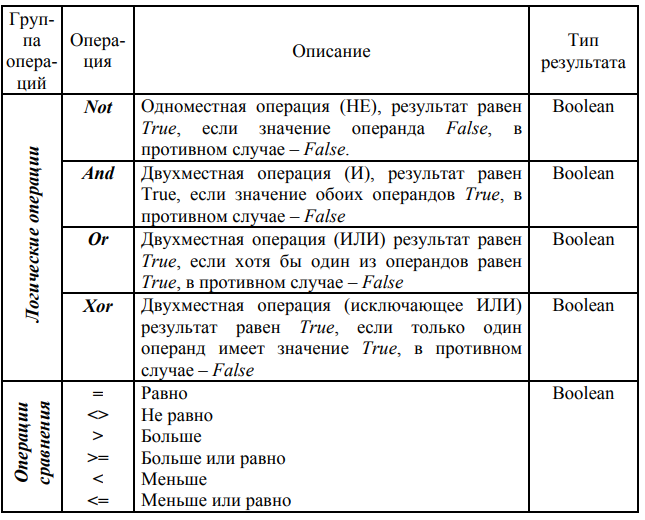 Груп-
па
опера-
ций
Опера-
ция
Описание
Тип
результата
Логические операции
Not
Одноместная операция (НЕ), результат равен
True, если значение операнда False, в
противном случае – False.
Boolean
And
Двухместная операция (И), результат равен
True, если значение обоих операндов True, в
противном случае – False
Boolean
Or
Двухместная операция (ИЛИ) результат равен
True, если хотя бы один из операндов равен
True, в противном случае – False
Boolean
Xor
Двухместная операция (исключающее ИЛИ)
результат равен True, если только один
операнд имеет значение True, в противном
случае – False
Boolean
Операции
сравнения
= Равно
<> Не равно
> Больше
>= Больше или равно
< Меньше
<= Меньше или равно
Boolean